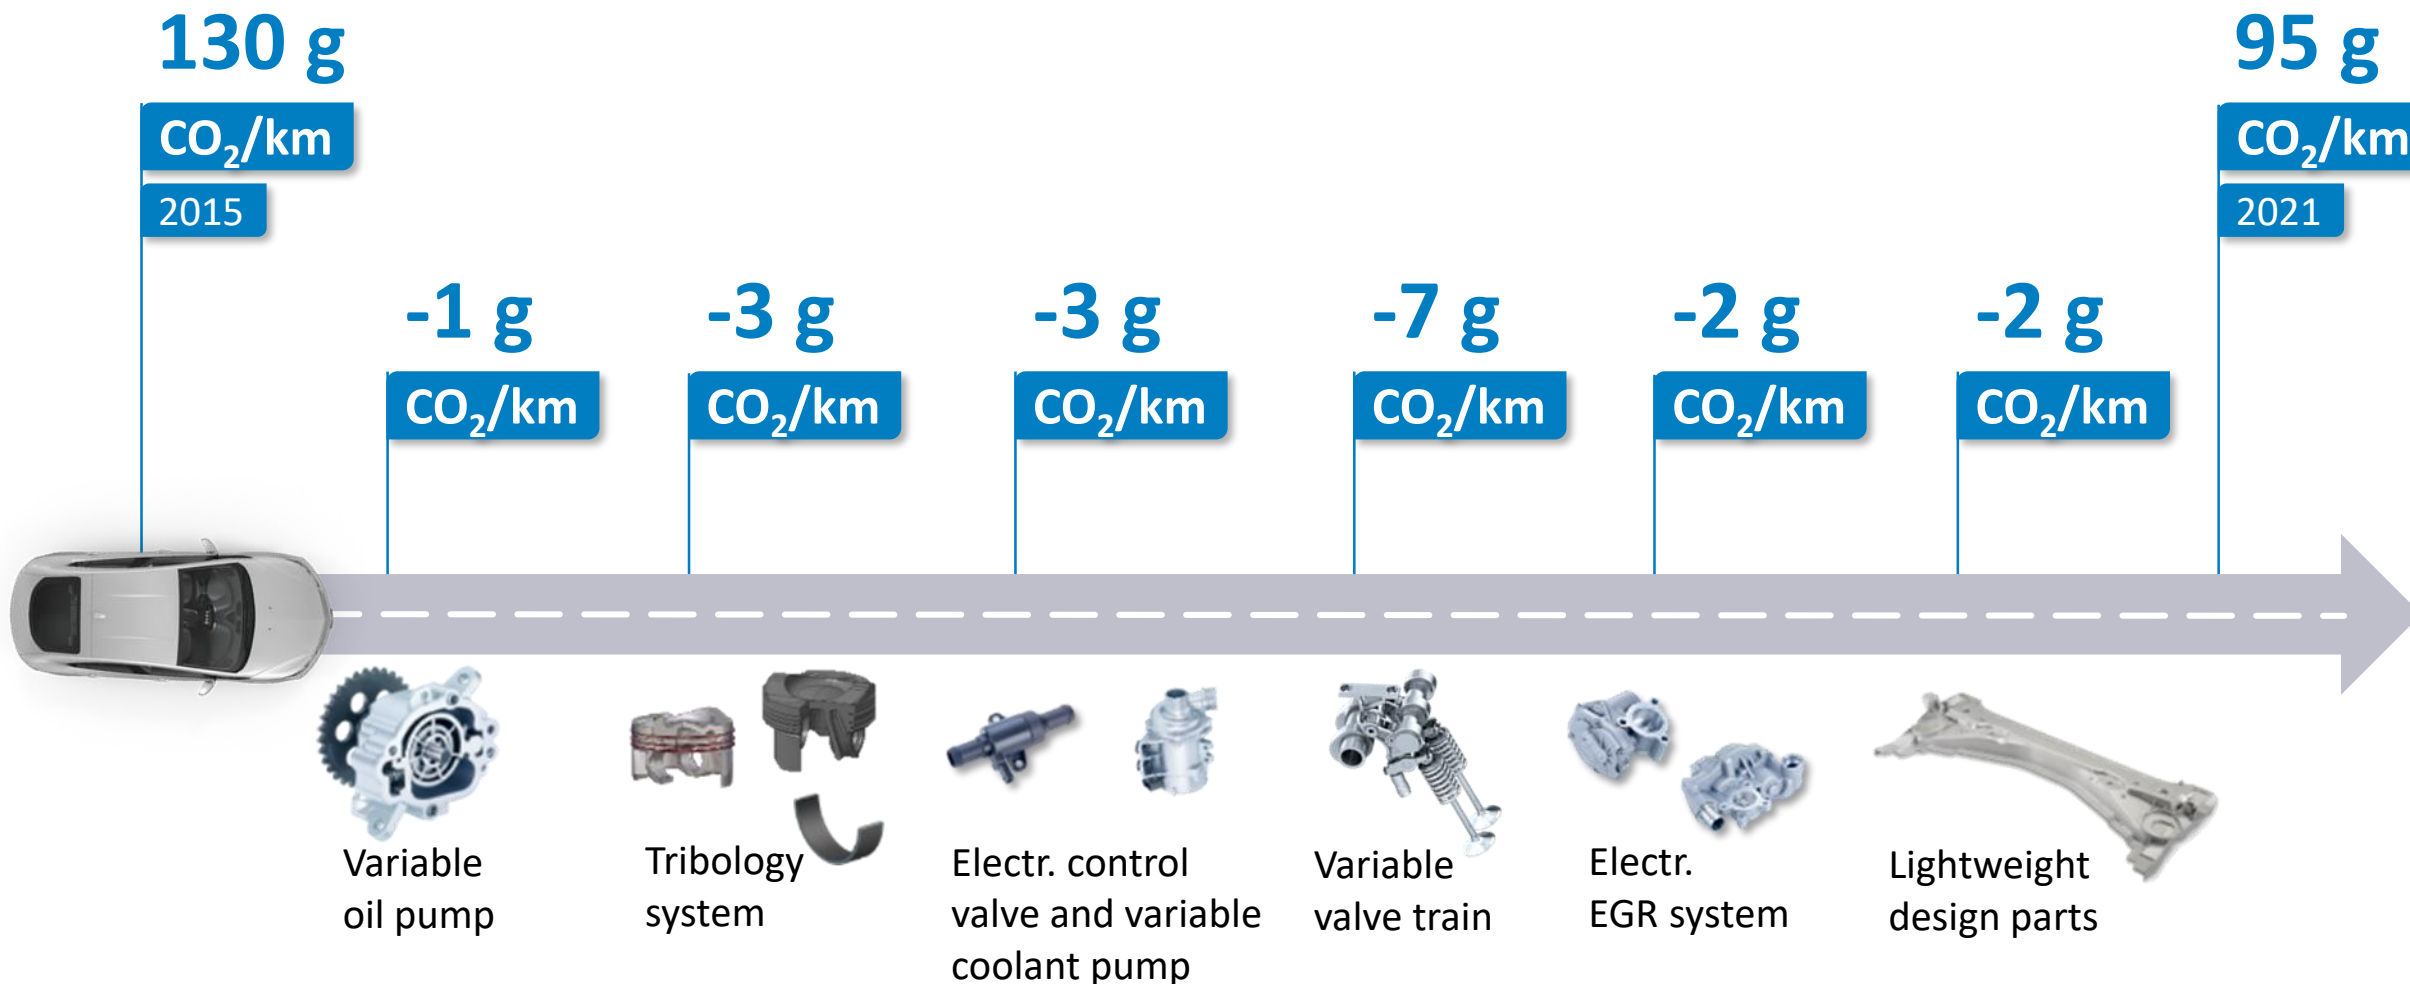 130 g
CO₂/km
2015
95 g
CO₂/km
2021
-1 g
CO₂/km
-3 g
CO₂/km
-3 g
CO₂/km
-7 g
CO₂/km
-2 g
CO₂/km
-2 g
CO₂/km
Variable
oil pump
Tribology
system
Electr. control
valve and variable
coolant pump
Variable
valve train
Electr.
EGR system
Lightweight
design parts